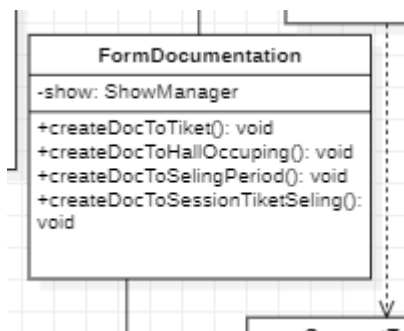 FormDocumentation
-show: ShowManager
+createDocToTiket(): void
+createDocToHallOccuping(): void
+createDocToSelingPeriod(): void
+createDocToSessionTiketSeling():
void